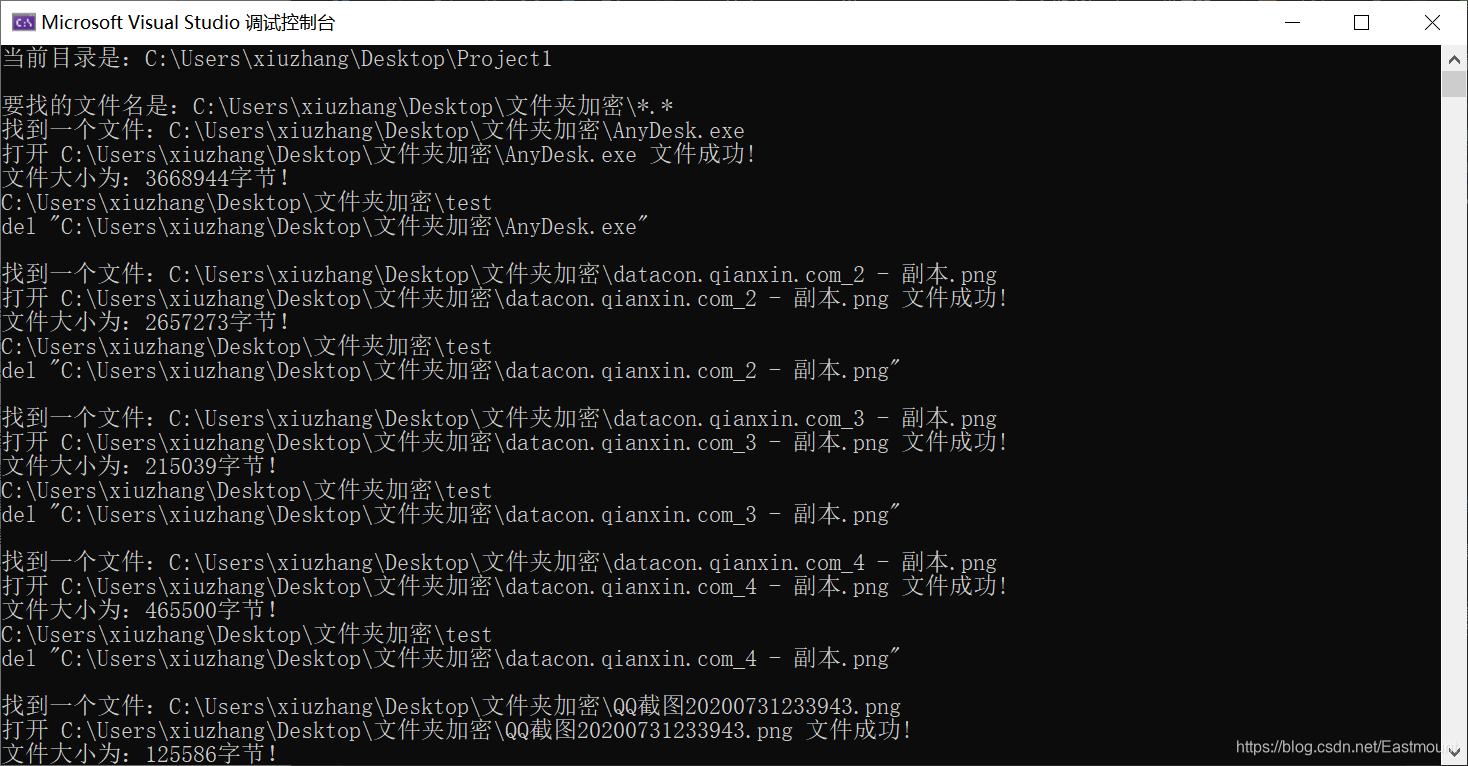 Microsoft Visual Studio 调试控制台
当前目录是：C:\Users\xiuzhang\Desktop\Project1
要找的文件名是：C:\Users\xiuzhang\Desktop\文件夹加密\*.*
找到一个文件：C:\Users\xiuzhang\Desktop\文件夹加密\AnyDesk.exe
打开 C:\Users\xiuzhang\Desktop\文件夹加密\AnyDesk.exe 文件成功!
文件大小为：3668944字节!
C:\Users\xiuzhang\Desktop\文件夹加密\test
del "C:\Users\xiuzhang\Desktop\文件夹加密\AnyDesk.exe"
找到一个文件：C:\Users\xiuzhang\Desktop\文件夹加密\datacon.qianxin.com_2 - 副本.png
打开 C:\Users\xiuzhang\Desktop\文件夹加密\datacon.qianxin.com_2 - 副本.png 文件成功!
文件大小为：2657273字节!
C:\Users\xiuzhang\Desktop\文件夹加密\test
del "C:\Users\xiuzhang\Desktop\文件夹加密\datacon.qianxin.com_2 - 副本.png"
找到一个文件：C:\Users\xiuzhang\Desktop\文件夹加密\datacon.qianxin.com_3 - 副本.png
打开 C:\Users\xiuzhang\Desktop\文件夹加密\datacon.qianxin.com_3 - 副本.png 文件成功!
文件大小为：215039字节!
C:\Users\xiuzhang\Desktop\文件夹加密\test
del "C:\Users\xiuzhang\Desktop\文件夹加密\datacon.qianxin.com_3 - 副本.png"
找到一个文件：C:\Users\xiuzhang\Desktop\文件夹加密\datacon.qianxin.com_4 - 副本.png
打开 C:\Users\xiuzhang\Desktop\文件夹加密\datacon.qianxin.com_4 - 副本.png 文件成功!
文件大小为：465500字节!
C:\Users\xiuzhang\Desktop\文件夹加密\test
del "C:\Users\xiuzhang\Desktop\文件夹加密\datacon.qianxin.com_4 - 副本.png"
找到一个文件：C:\Users\xiuzhang\Desktop\文件夹加密\QQ截图20200731233943.png
打开 C:\Users\xiuzhang\Desktop\文件夹加密\QQ截图20200731233943.png 文件成功!
文件大小为：125586字节!
https://blog.csdn.net/Eastmount